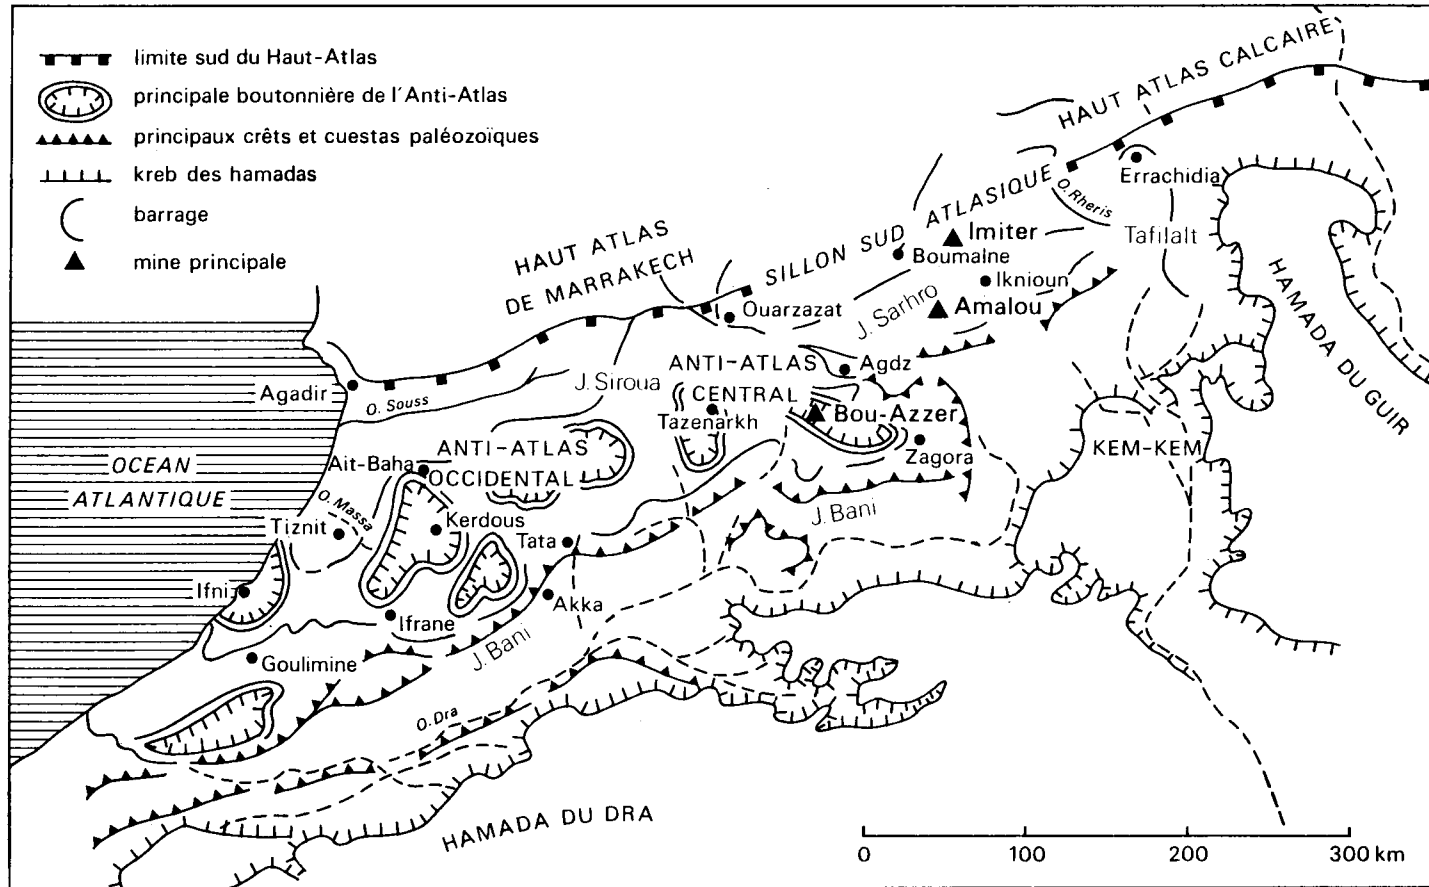 limite sud du Haut-Atlas
principale boutonnière de l'Anti-Atlas
principaux crêts et cuestas paléozoïques
kreb des hamadas
barrage
mine principale
HAUT ATLAS CALCAIRE
Errachidia
O. Rheris
Tafilalt
SILLON SUD ATLASIQUE
HAUT ATLAS
DE MARRAKECH
Imiter
Boumalne
Iknioun
Amalou
J. Sarhro
Ouarzazat
HAMADA DU GUIR
Agadir
O. Souss
J. Siroua
ANTI-ATLAS
CENTRAL
Agdz
Tazenarkh
Bou-Azzer
Zagora
KEM-KEM
OCEAN
ATLANTIQUE
Ait-Baha
ANTI-ATLAS
OCCIDENTAL
O. Massa
Tiznit
Kerdous
Tata
J. Bani
Ifni
Ifrane
Akka
J. Bani
Goulimine
O. Dra
HAMADA DU DRA
0 100 200 300 km